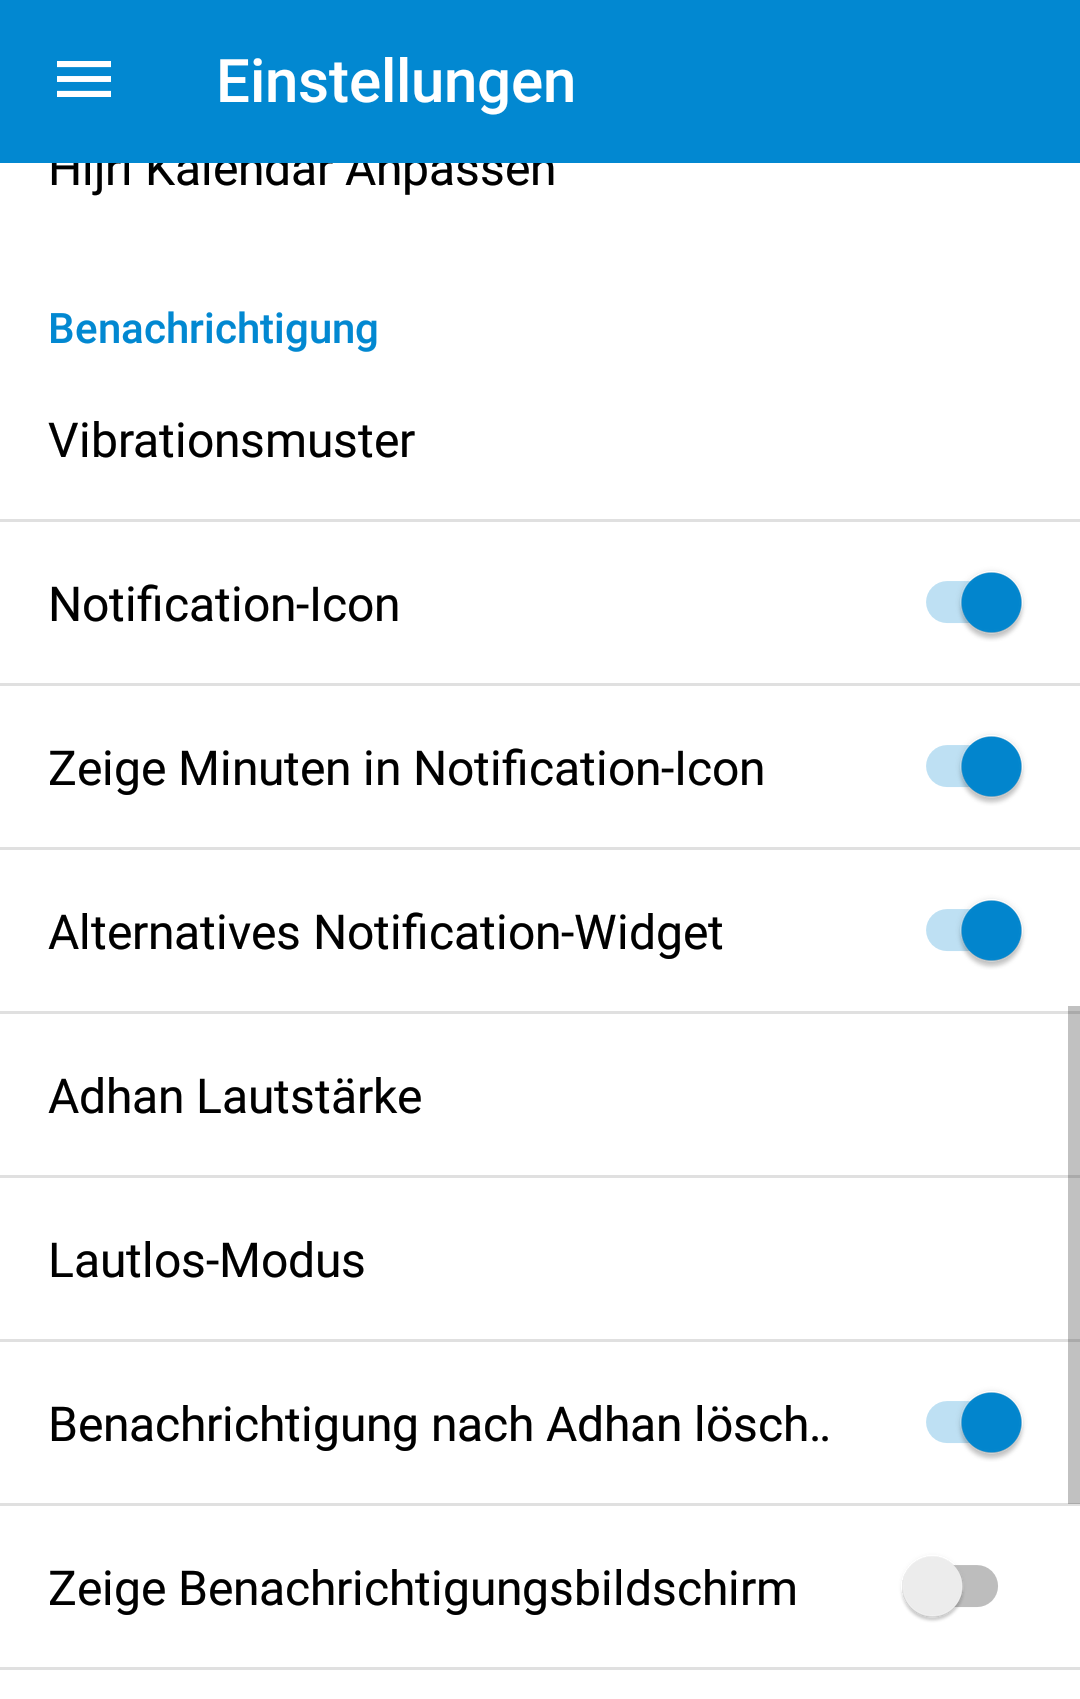 Einstellungen
Hijri Kalendar Anpassen
Benachrichtigung
Vibrationsmuster
Notification-Icon
Zeige Minuten in Notification-Icon
Alternatives Notification-Widget
Adhan Lautstärke
Lautlos-Modus
Benachrichtigung nach Adhan lösch..
Zeige Benachrichtigungsbildschirm